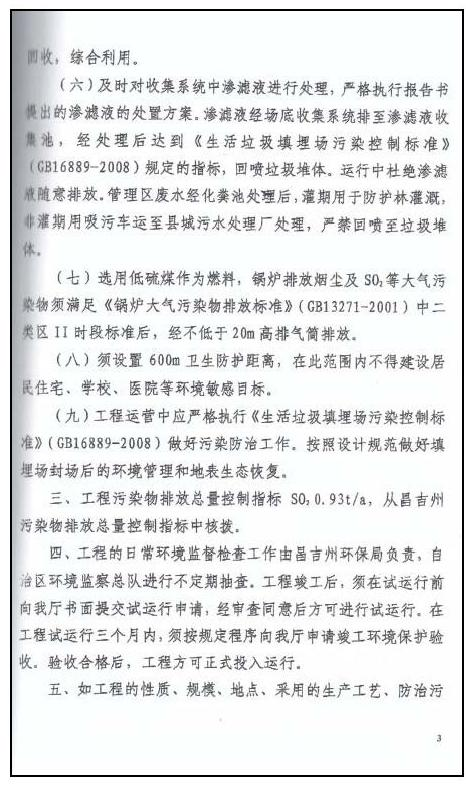 回收，综合利用。
（六）及时对收集系统中渗滤液进行处理，严格执行报告书
提出的渗滤液的处置方案。渗滤液经场底收集系统排至渗滤液收
集池，经处理后达到《生活垃圾填埋场污染控制标准》
（GB16889-2008）规定的指标，回喷垃圾堆体。运行中杜绝渗滤
液随意排放。管理区废水经化粪池处理后，灌期用于防护林灌溉，
非灌期用吸污车运至县城污水处理厂处理，严禁回喷至垃圾堆
体。
（七）选用低硫煤作为燃料，锅炉排放烟尘及SO₂等大气污
染物须满足《锅炉大气污染物排放标准》（GB13271-2001）中二
类区II时段标准后，经不低于20m高排气筒排放。
（八）须设置600m卫生防护距离，在此范围内不得建设居
民住宅、学校、医院等环境敏感目标。
（九）工程运营中应严格执行《生活垃圾填埋场污染控制标
准》（GB16889-2008）做好污染防治工作。按照设计规范做好填
埋场封场后的环境管理和地表生态恢复。
三、工程污染物排放总量控制指标 SO₂0.93t/a，从昌吉州
污染物排放总量控制指标中核拨。
四、工程的日常环境监督检查工作由昌吉州环保局负责，自
治区环境监察总队进行不定期抽查。工程竣工后，须在试运行前
向我厅书面提交试运行申请，经审查同意后方可进行试运行。在
工程试运行三个月内，须按规定程序向我厅申请竣工环境保护验
收。验收合格后，工程方可正式投入运行。
五、如工程的性质、规模、地点、采用的生产工艺、防治污
3